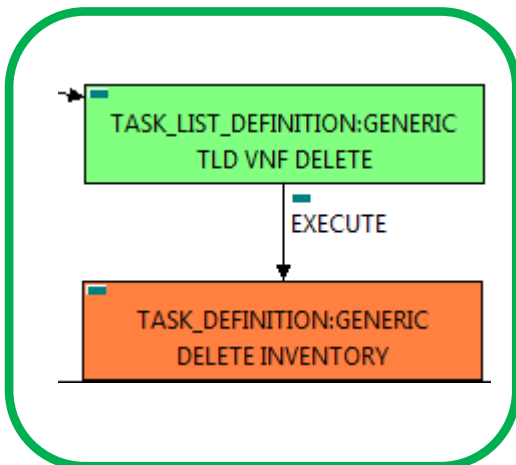 TASK_LIST_DEFINITION:GENERIC
TLD VNF DELETE
EXECUTE
TASK_DEFINITION:GENERIC
DELETE INVENTORY